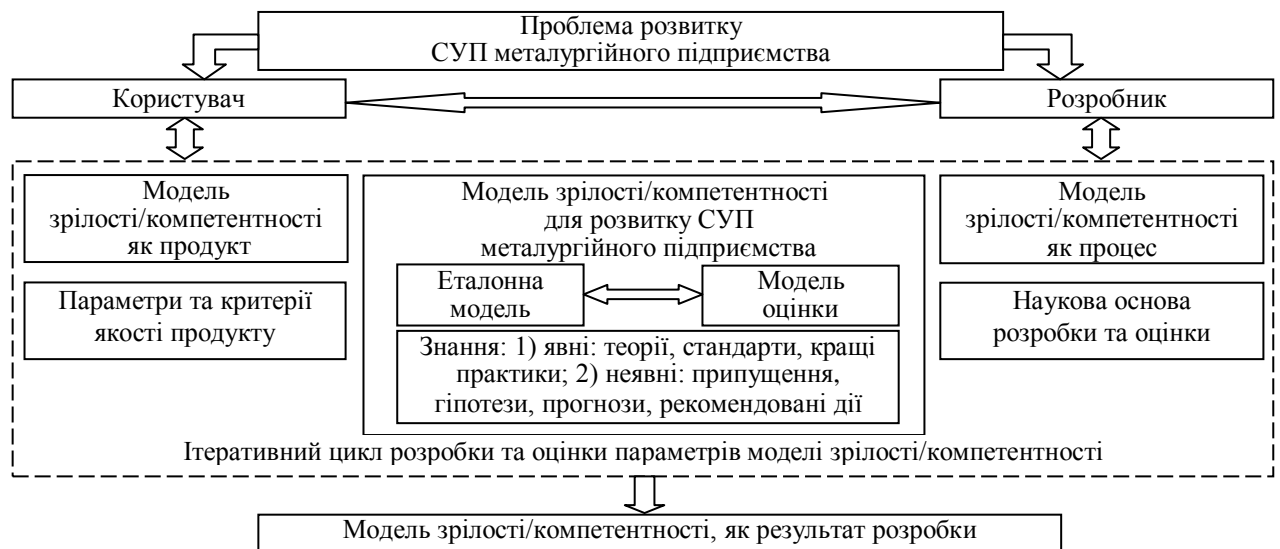 Проблема розвитку
СУП металургійного підприємства
Користувач
Розробник
Модель
зрілості/компетентності
як продукт
Параметри та критерії
якості продукту
Модель зрілості/компетентності
для розвитку СУП
металургійного підприємства
Еталонна
модель
Модель
оцінки
Знання: 1) явні: теорії, стандарти, кращі
практики; 2) неявні: припущення,
гіпотези, прогнози, рекомендовані дії
Модель
зрілості/компетентності
як процес
Наукова основа
розробки та оцінки
Ітеративний цикл розробки та оцінки параметрів моделі зрілості/компетентності
Модель зрілості/компетентності, як результат розробки